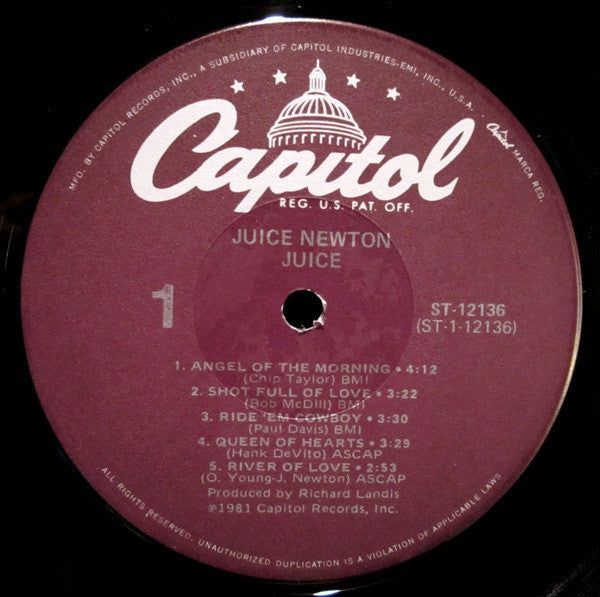 MFD. BY CAPITOL RECORDS, INC., A SUBSIDIARY OF CAPITOL INDUSTRIES-EMI, INC., U.S.A.
Capitol MARCA REG.
Capitol
REG. U.S. PAT. OFF.
JUICE NEWTON
JUICE
1
ST-12136
(ST-1-12136)
1. ANGEL OF THE MORNING • 4:12
(Chip Taylor) BMI
2. SHOT FULL OF LOVE • 3:22
(Bob McDill) BMI
3. RIDE 'EM COWBOY • 3:30
(Paul Davis) BMI
4. QUEEN OF HEARTS • 3:29
(Hank DeVito) ASCAP
5. RIVER OF LOVE • 2:53
(O. Young-J. Newton) ASCAP
Produced by Richard Landis
℗1981 Capitol Records, Inc.
ALL RIGHTS RESERVED. UNAUTHORIZED DUPLICATION IS A VIOLATION OF APPLICABLE LAWS